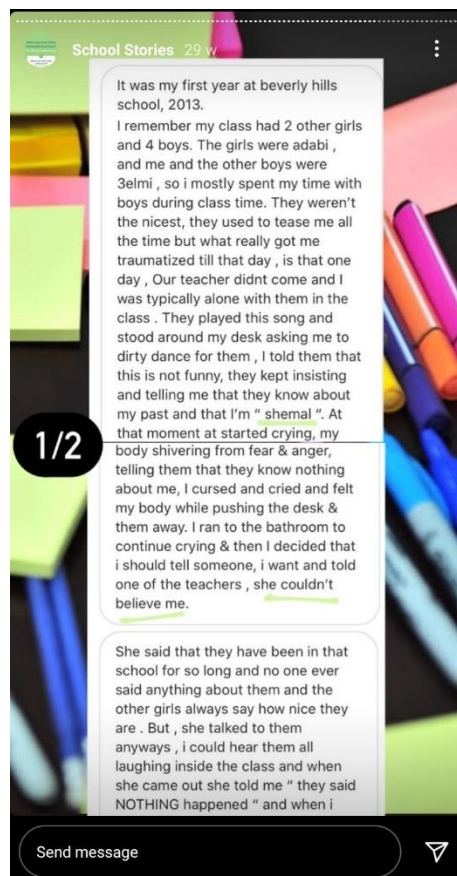 School Stories 29 w
It was my first year at beverly hills
school, 2013.
I remember my class had 2 other girls
and 4 boys. The girls were adabi ,
and me and the other boys were
3elmi , so i mostly spent my time with
boys during class time. They weren’t
the nicest, they used to tease me all
the time but what really got me
traumatized till that day , is that one
day , Our teacher didnt come and I
was typically alone with them in the
class . They played this song and
stood around my desk asking me to
dirty dance for them , I told them that
this is not funny, they kept insisting
and telling me that they know about
my past and that I’m “ shemal “. At
that moment at started crying, my
body shivering from fear & anger,
telling them that they know nothing
about me, I cursed and cried and felt
my body while pushing the desk &
them away. I ran to the bathroom to
continue crying & then I decided that
i should tell someone, i want and told
one of the teachers , she couldn’t
believe me.
1/2
She said that they have been in that
school for so long and no one ever
said anything about them and the
other girls always say how nice they
are . But , she talked to them
anyways , i could hear them all
laughing inside the class and when
she came out she told me “ they said
NOTHING happened “ and when i
Send message